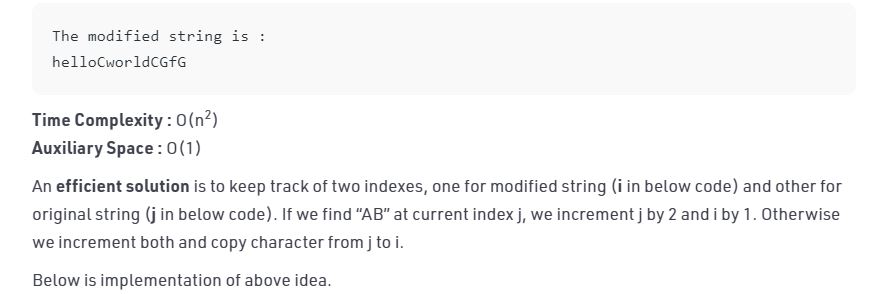 The modified string is :
helloCworldCGfG
Time Complexity : O(n²)
Auxiliary Space : O(1)
An efficient solution is to keep track of two indexes, one for modified string (i in below code) and other for
original string (j in below code). If we find “AB” at current index j, we increment j by 2 and i by 1. Otherwise
we increment both and copy character from j to i.
Below is implementation of above idea.